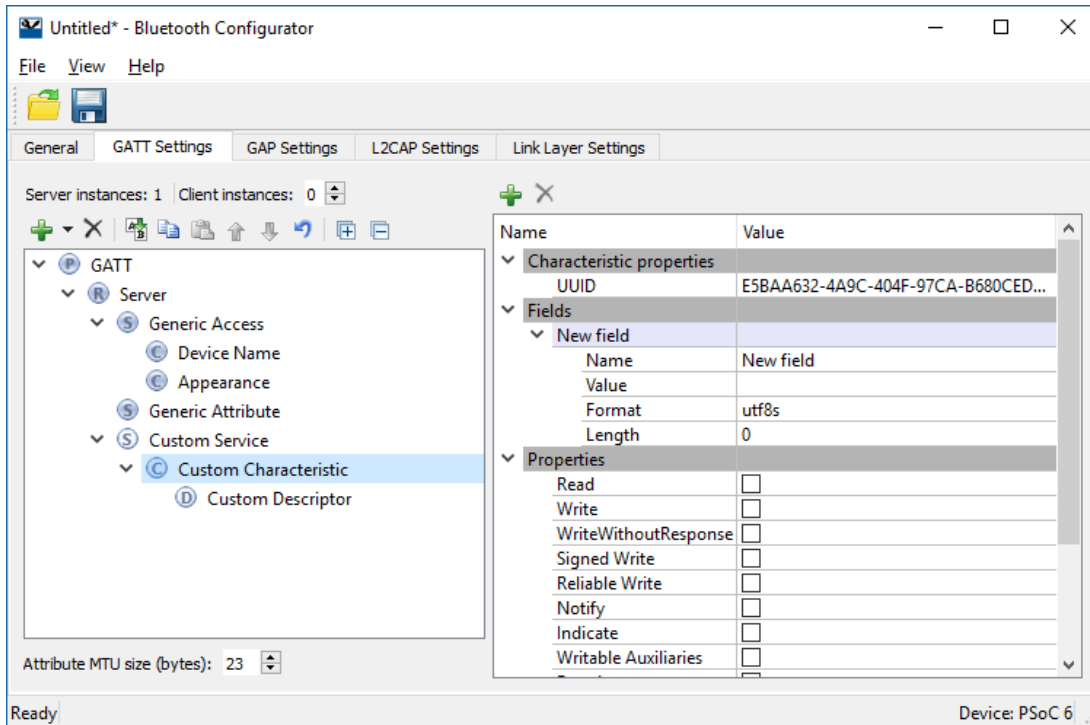 Untitled* - Bluetooth Configurator
File View Help
General GATT Settings GAP Settings L2CAP Settings Link Layer Settings
Server instances: 1 Client instances: 0
GATT
Server
Generic Access
Device Name
Appearance
Generic Attribute
Custom Service
Custom Characteristic
Custom Descriptor
Attribute MTU size (bytes): 23
Name Value
Characteristic properties
UUID E5BAA632-4A9C-404F-97CA-B680CED...
Fields
New field
Name New field
Value
Format utf8s
Length 0
Properties
Read
Write
WriteWithoutResponse
Signed Write
Reliable Write
Notify
Indicate
Writable Auxiliaries
Ready Device: PSoC 6